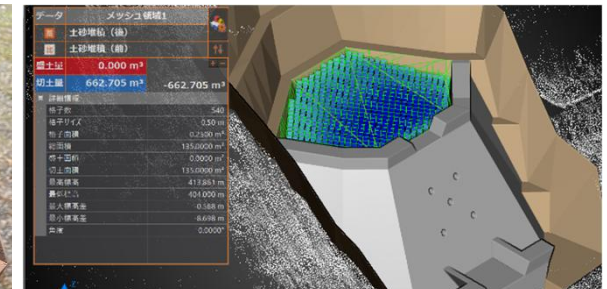 データ メッシュ領域1
土砂堆積（後）
土砂堆積（前）
盛土量 0.000 m³
切土量 662.705 m³ -662.705 m³
詳細情報
格子数 540
格子サイズ 0.50 m
格子面積 0.2500 m²
総面積 135.0000 m²
盛土面積 0.0000 m²
切土面積 135.0000 m²
最高標高 413.861 m
最低標高 404.000 m
最大標高差 -0.568 m
最小標高差 -8.698 m
角度 0.0000°